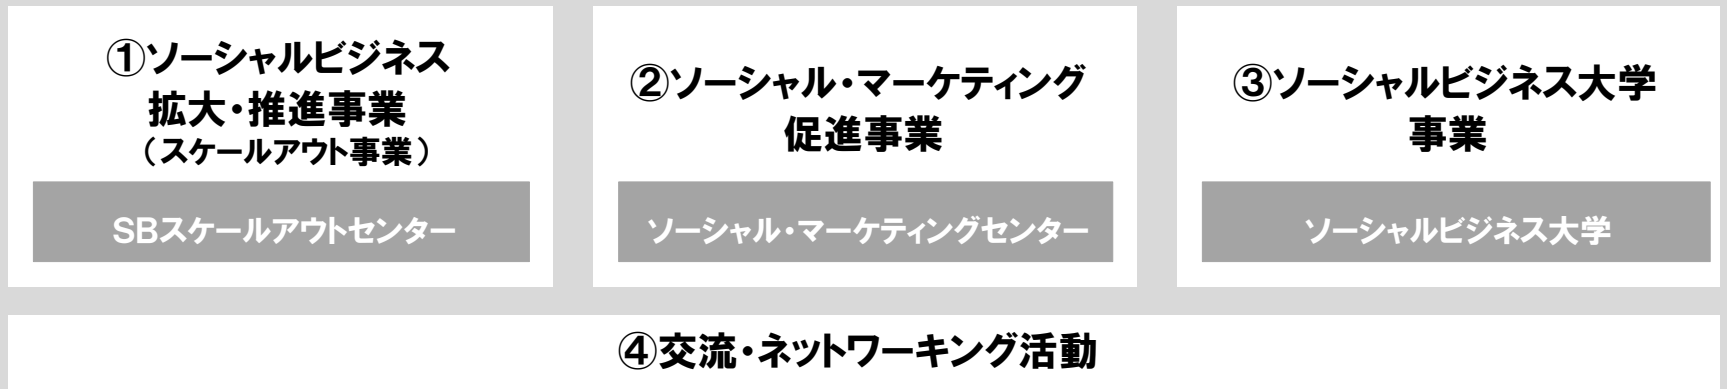 ①ソーシャルビジネス
拡大・推進事業
（スケールアウト事業）
SBスケールアウトセンター
②ソーシャル・マーケティング
促進事業
ソーシャル・マーケティングセンター
③ソーシャルビジネス大学
事業
ソーシャルビジネス大学
④交流・ネットワーキング活動